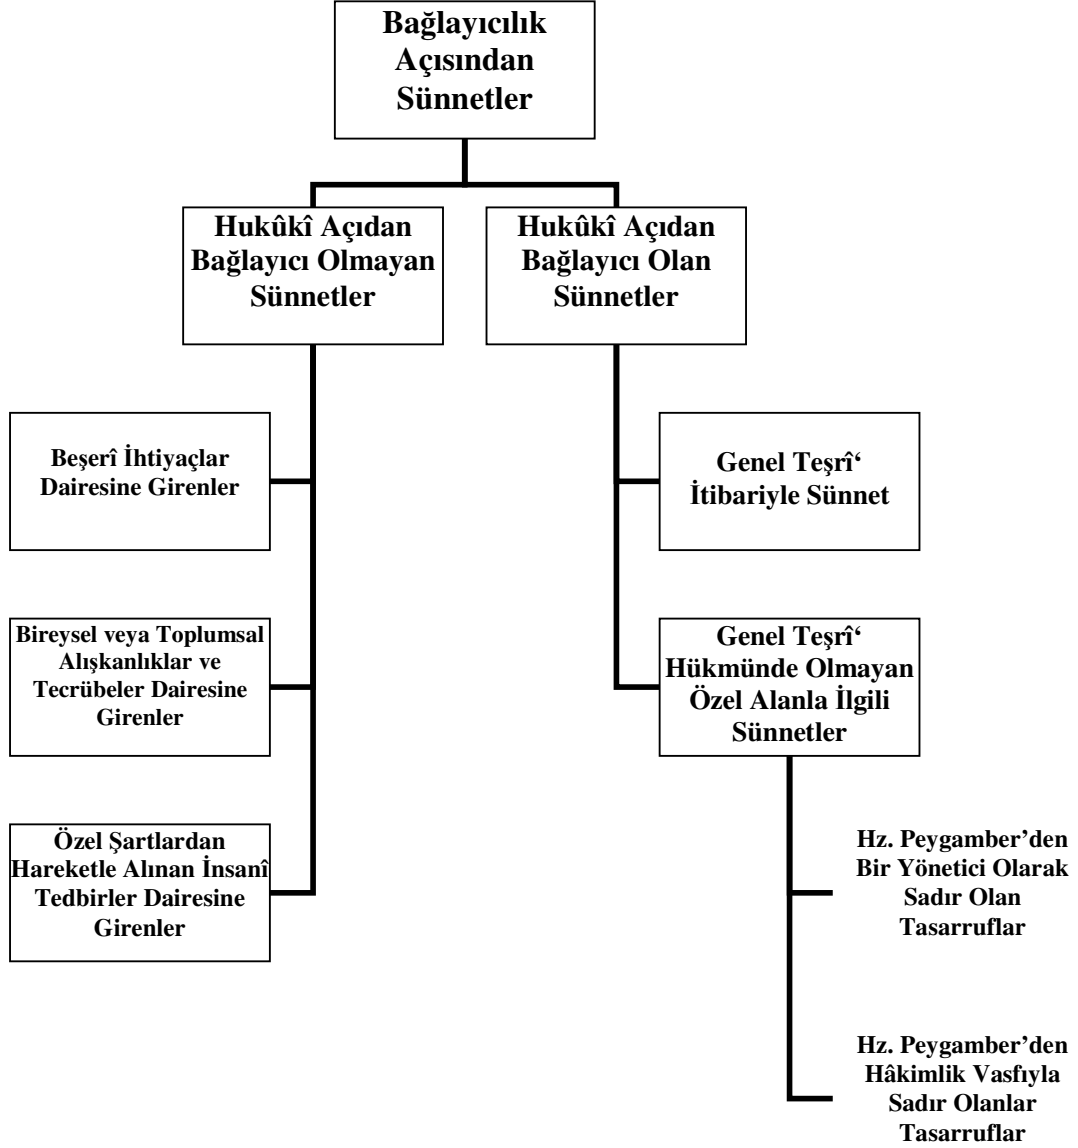 Bağlayıcılık
Açısından
Sünnetler
Hukûkî Açıdan
Bağlayıcı Olmayan
Sünnetler
Hukûkî Açıdan
Bağlayıcı Olan
Sünnetler
Beşerî İhtiyaçlar
Dairesine Girenler
Genel Teşrî‘
İtibariyle Sünnet
Bireysel veya Toplumsal
Alışkanlıklar ve
Tecrübeler Dairesine
Girenler
Genel Teşrî‘
Hükmünde Olmayan
Özel Alanla İlgili
Sünnetler
Özel Şartlardan
Hareketle Alınan İnsanî
Tedbirler Dairesine
Girenler
Hz. Peygamber’den
Bir Yönetici Olarak
Sadır Olan
Tasarruflar
Hz. Peygamber’den
Hâkimlik Vasfıyla
Sadır Olanlar
Tasarruflar